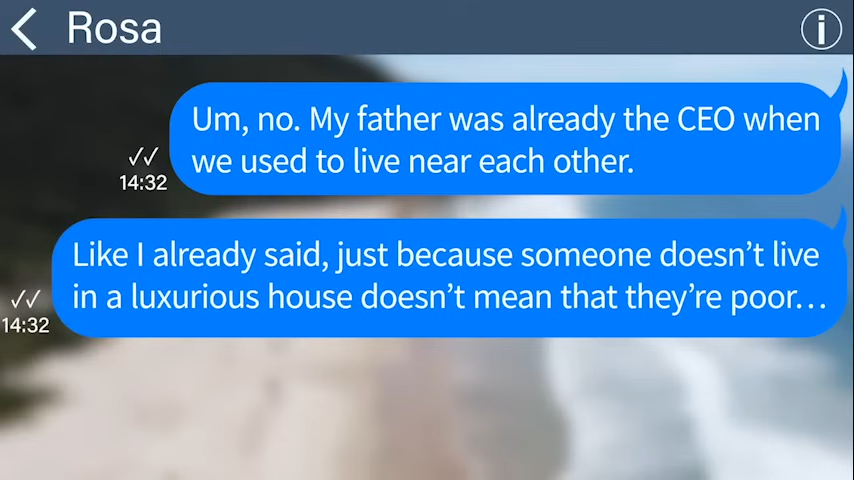 Rosa
Um, no. My father was already the CEO when
we used to live near each other.
14:32
Like I already said, just because someone doesn’t live
in a luxurious house doesn’t mean that they’re poor…
14:32